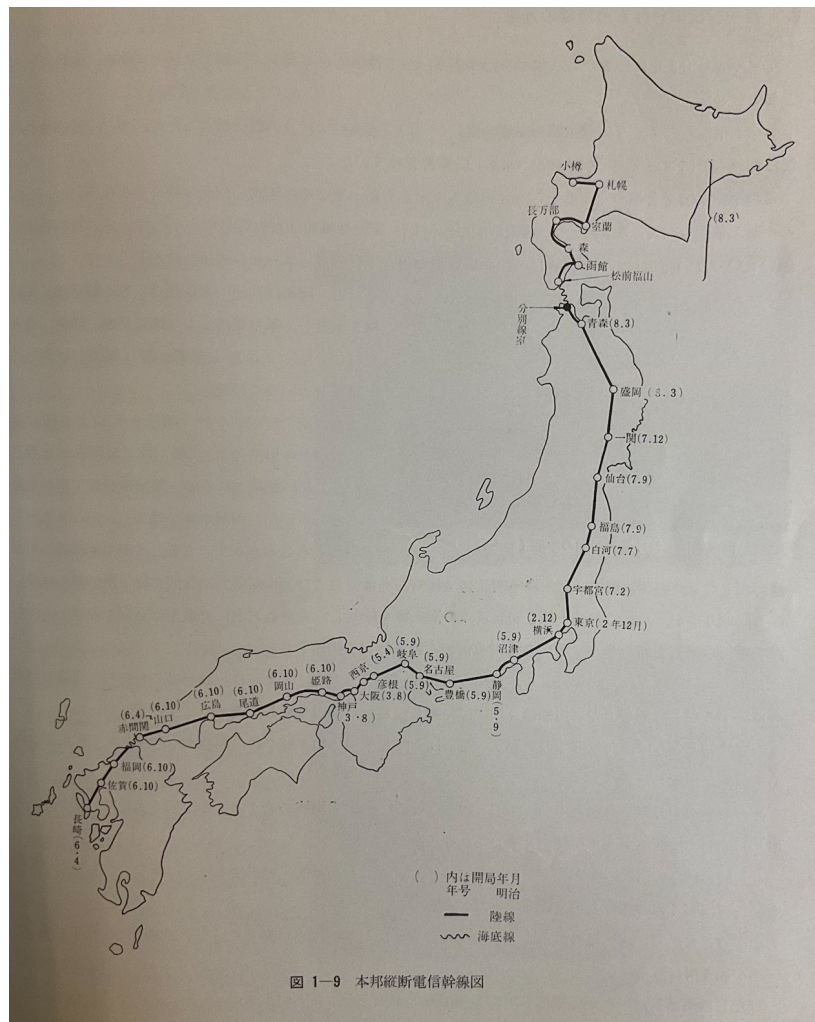 小樽
札幌
長万部
室蘭
森
函館
松前福山
(8.3)
分別線室
青森(8.3)
盛岡( . 3)
一関(7.12)
仙台(7.9)
福島(7.9)
白河(7.7)
宇都宮(7.2)
東京(2年12月)
(2.12)
横浜
(5.9)
沼津
静岡(5・9)
豊橋(5.9)
(5.9)
名古屋
(5.9)
岐阜
彦根(5.9)
(5.4)
西京
大阪(3.8)
神戸
(3・8)
(6.10)
姫路
(6.10)
岡山
(6.10)
尾道
(6.10)
広島
(6.10)
山口
(6.4)
赤間関
福岡(6.10)
佐賀(6.10)
長崎(6・4)
( ) 内は開局年月
年号 明治
陸線
海底線
図 1—9 本邦縦断電信幹線図